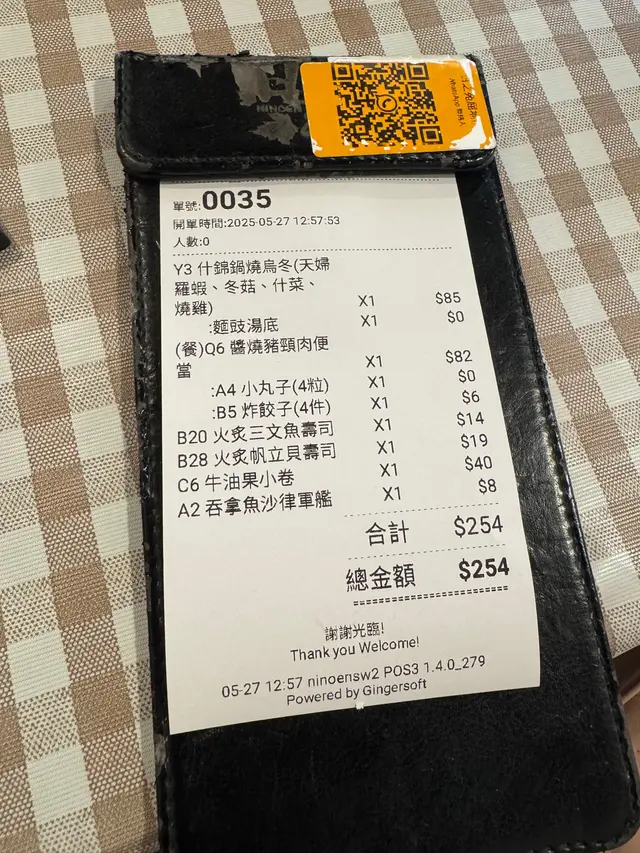 單號:0035
開單時間:2025-05-27 12:57:53
人數:0
Y3 什錦鍋燒烏冬(天婦
羅蝦、冬菇、什菜、
燒雞) X1 $85
:麵豉湯底 X1 $0
(餐)Q6 醬燒豬頸肉便
當 X1 $82
:A4 小丸子(4粒) X1 $0
:B5 炸餃子(4件) X1 $6
B20 火炙三文魚壽司 X1 $14
B28 火炙帆立貝壽司 X1 $19
C6 牛油果小卷 X1 $40
A2 吞拿魚沙律軍艦 X1 $8
合計 $254
總金額 $254
謝謝光臨!
Thank you Welcome!
05-27 12:57 ninoensw2 POS3 1.4.0_279
Powered by Gingersoft